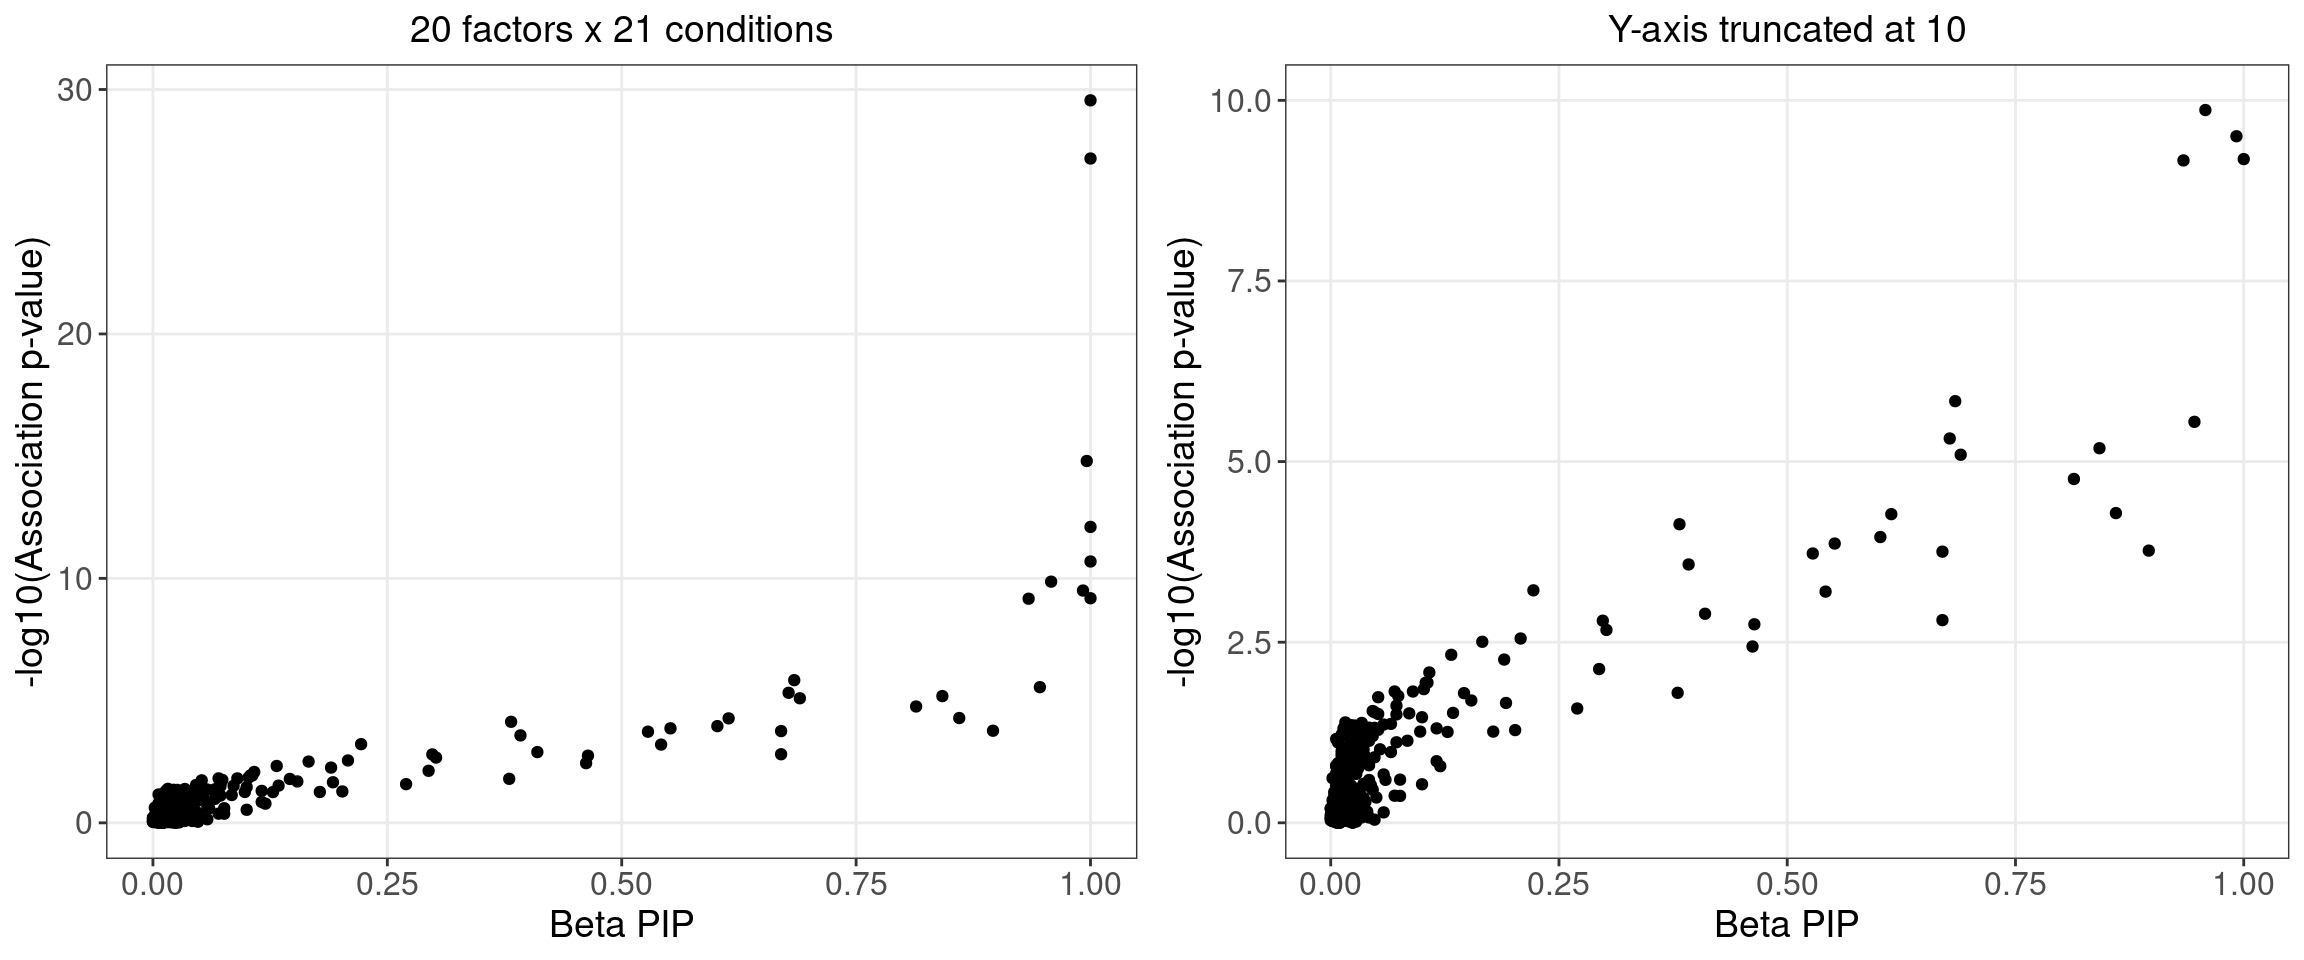 20 factors x 21 conditions
-log10(Association p-value)
30
20
10
0
0.00 0.25 0.50 0.75 1.00
Beta PIP
Y-axis truncated at 10
-log10(Association p-value)
10.0
7.5
5.0
2.5
0.0
0.00 0.25 0.50 0.75 1.00
Beta PIP